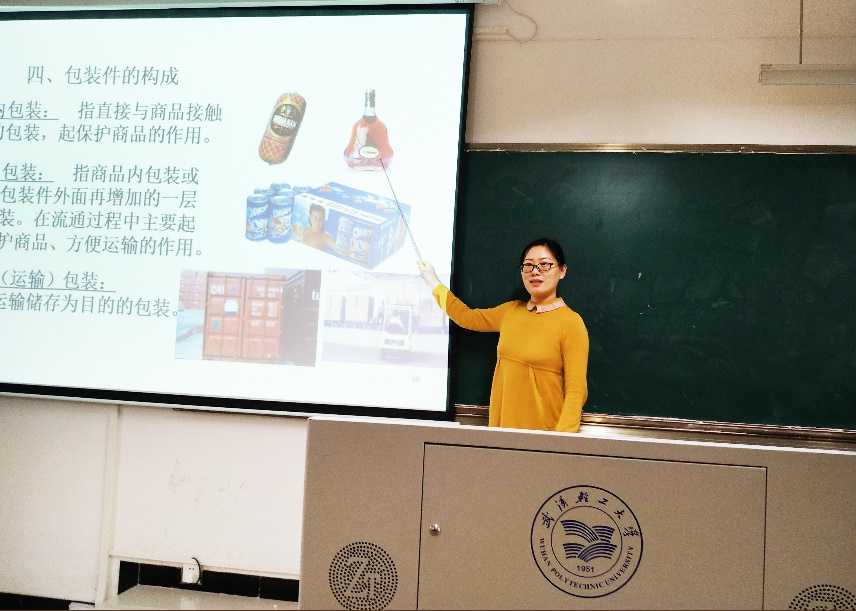 四、包装件的构成
内包装： 指直接与商品接触
的包装，起保护商品的作用。
包装： 指商品内包装或
包装件外面再增加的一层
装。在流通过程中主要起
护商品、方便运输的作用。
（运输）包装：
运输储存为目的的包装。
武汉轻工大学
WUHAN POLYTECHNIC UNIVERSITY
1951